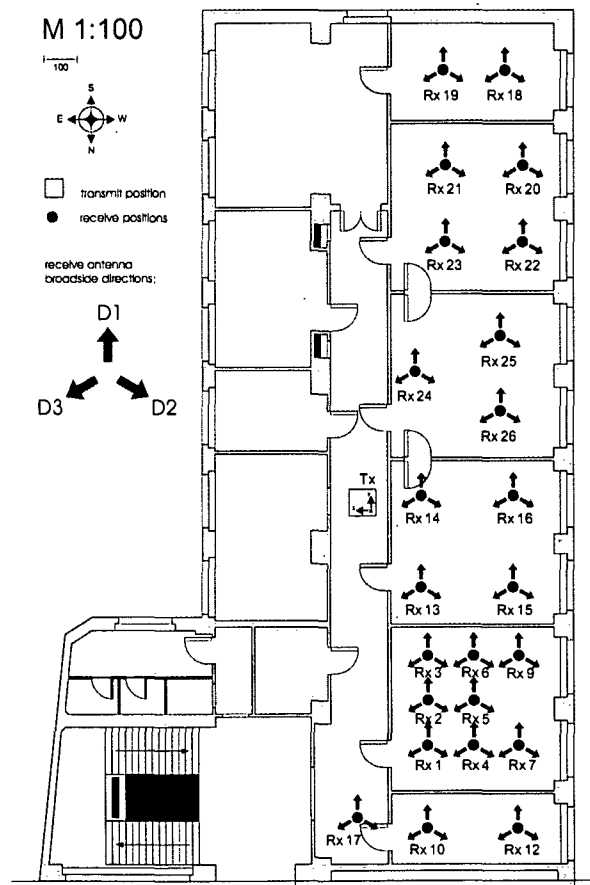 M 1:100
100
S
E W
N
transmit position
receive positions
receive antenna
broadside directions:
D1
D3 D2
Rx 19 Rx 18
Rx 21 Rx 20
Rx 23 Rx 22
Rx 25
Rx 24
Rx 26
Tx
Rx 14 Rx 16
Rx 13 Rx 15
Rx 3 Rx 6 Rx 9
Rx 2 Rx 5
Rx 1 Rx 4 Rx 7
Rx 17 Rx 10 Rx 12